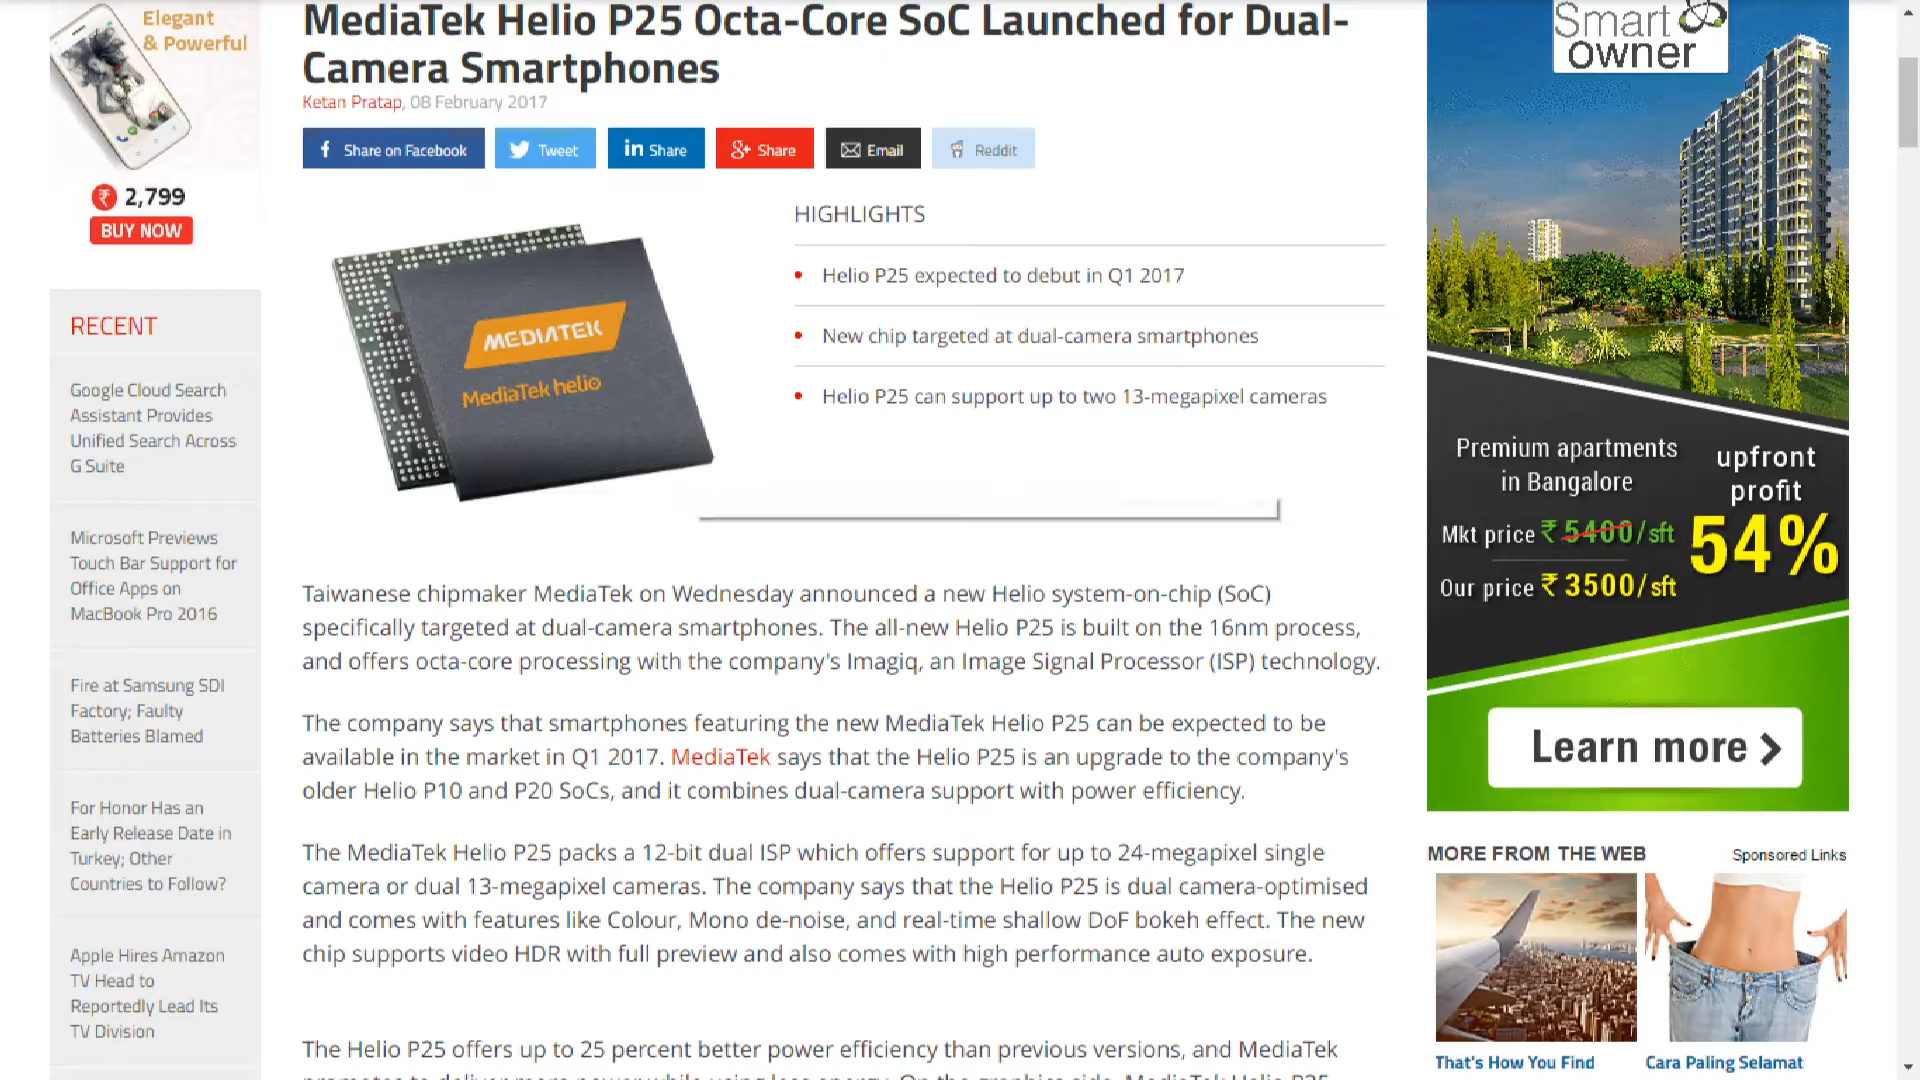 Elegant
& Powerful
₹ 2,799
BUY NOW
RECENT
Google Cloud Search
Assistant Provides
Unified Search Across
G Suite
Microsoft Previews
Touch Bar Support for
Office Apps on
MacBook Pro 2016
Fire at Samsung SDI
Factory; Faulty
Batteries Blamed
For Honor Has an
Early Release Date in
Turkey; Other
Countries to Follow?
Apple Hires Amazon
TV Head to
Reportedly Lead Its
TV Division
MediaTek Helio P25 Octa-Core SoC Launched for Dual-
Camera Smartphones
Ketan Pratap, 08 February 2017
Share on Facebook
Tweet
in Share
g+ Share
Email
Reddit
MEDIATEK
MediaTek helio
HIGHLIGHTS
Helio P25 expected to debut in Q1 2017
New chip targeted at dual-camera smartphones
Helio P25 can support up to two 13-megapixel cameras
Taiwanese chipmaker MediaTek on Wednesday announced a new Helio system-on-chip (SoC)
specifically targeted at dual-camera smartphones. The all-new Helio P25 is built on the 16nm process,
and offers octa-core processing with the company's Imagiq, an Image Signal Processor (ISP) technology.
The company says that smartphones featuring the new MediaTek Helio P25 can be expected to be
available in the market in Q1 2017. MediaTek says that the Helio P25 is an upgrade to the company's
older Helio P10 and P20 SoCs, and it combines dual-camera support with power efficiency.
The MediaTek Helio P25 packs a 12-bit dual ISP which offers support for up to 24-megapixel single
camera or dual 13-megapixel cameras. The company says that the Helio P25 is dual camera-optimised
and comes with features like Colour, Mono de-noise, and real-time shallow DoF bokeh effect. The new
chip supports video HDR with full preview and also comes with high performance auto exposure.
The Helio P25 offers up to 25 percent better power efficiency than previous versions, and MediaTek
Smart
owner
Premium apartments
in Bangalore
Mkt price ₹ 5400/sft
Our price ₹ 3500/sft
upfront
profit
54%
Learn more
MORE FROM THE WEB
Sponsored Links
That's How You Find
Cara Paling Selamat